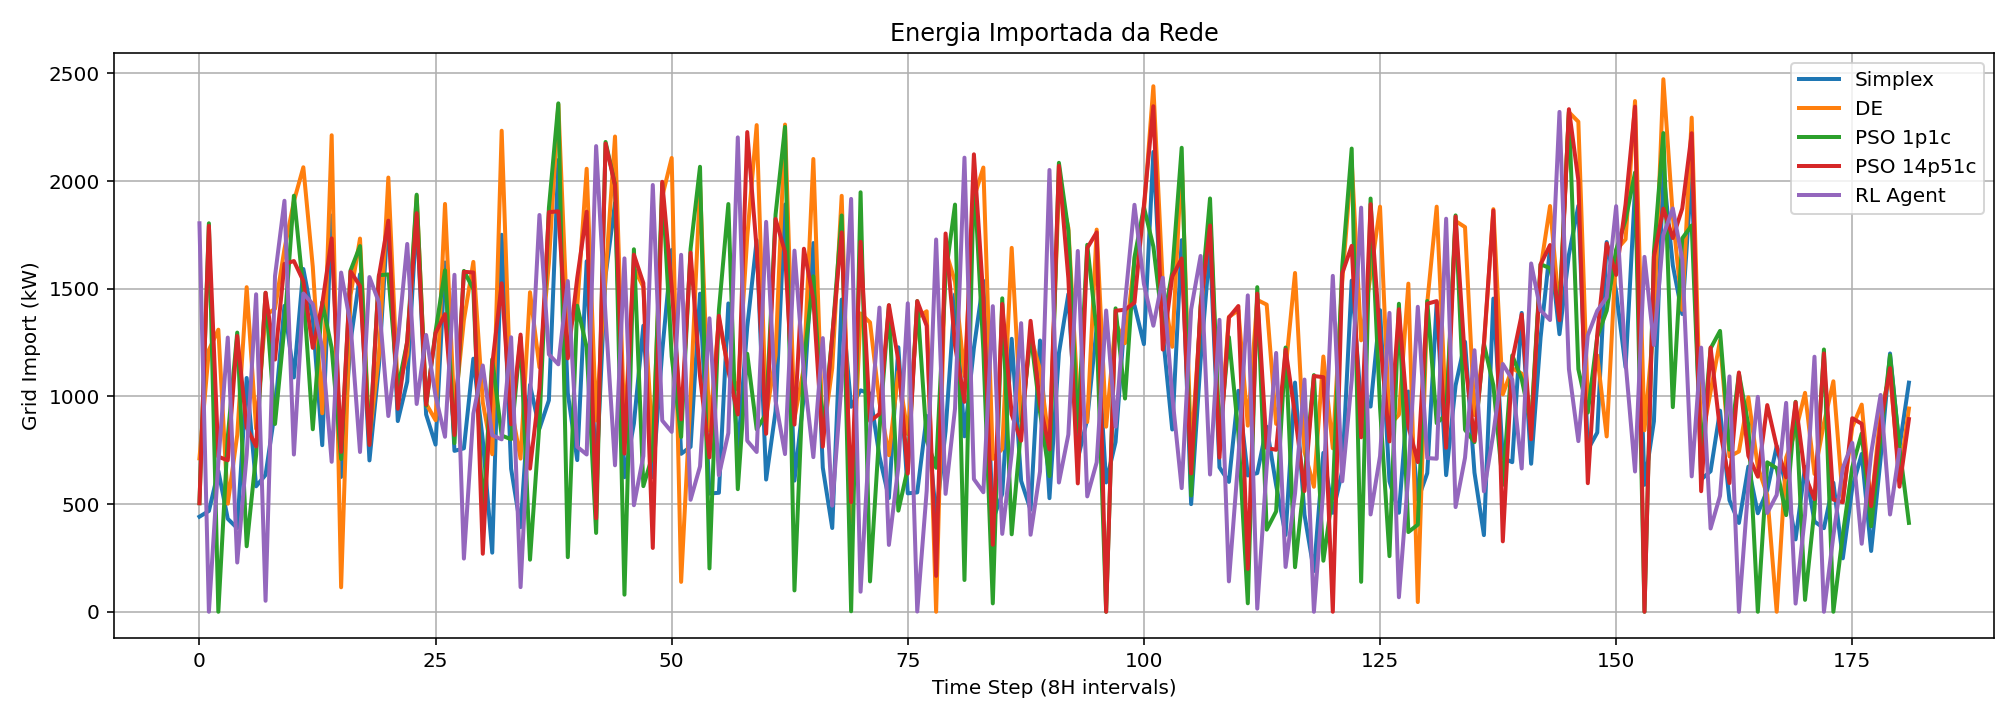 Energia Importada da Rede
Grid Import (kW)
2500
2000
1500
1000
500
0
0
25
50
75
100
125
150
175
Time Step (8H intervals)
Simplex
DE
PSO 1p1c
PSO 14p51c
RL Agent